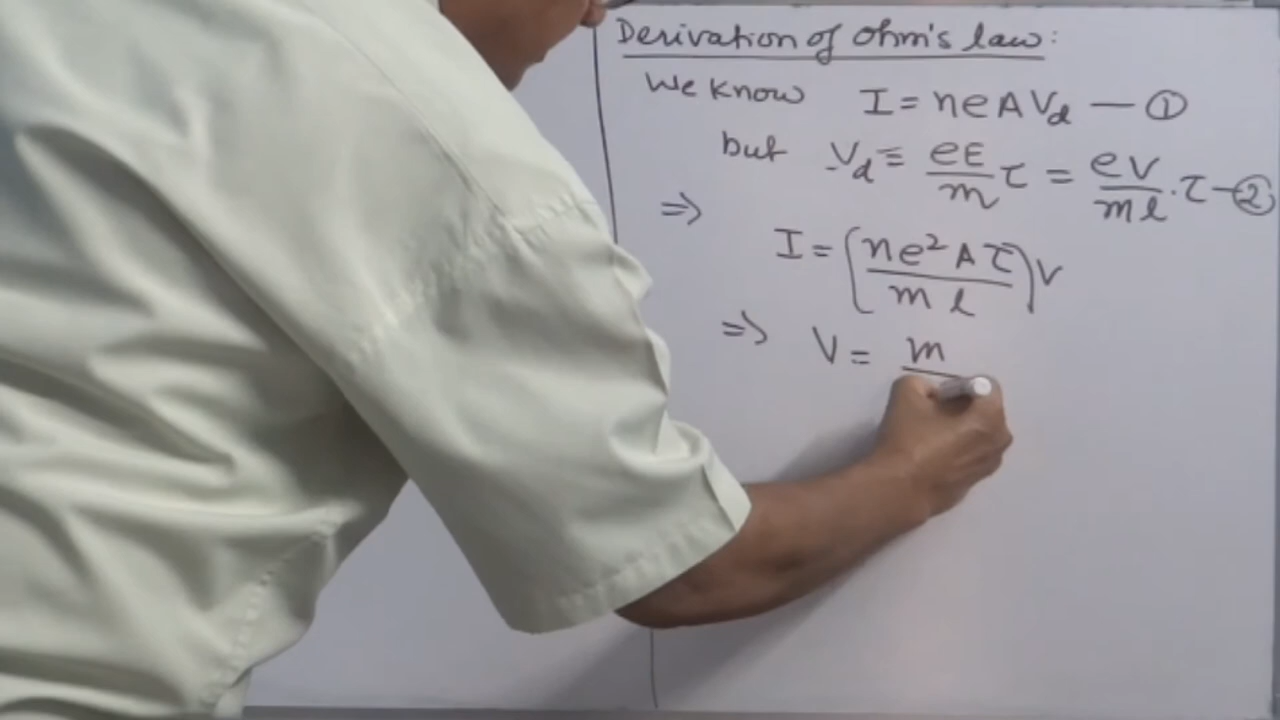 Derivation of Ohm's law:
We know I = neAVd — ①
but Vd = eE/m τ = eV/ml . τ — ②
⇒
I = (ne²Aτ/ml)V
⇒ V = m